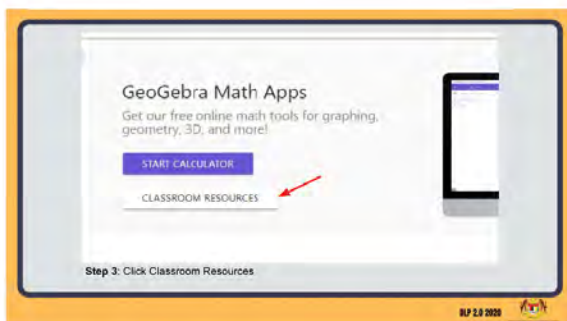 GeoGebra Math Apps
Get our free online math tools for graphing,
geometry, 3D, and more!
START CALCULATOR
CLASSROOM RESOURCES
Step 3: Click Classroom Resources
DLP 2.0 2020